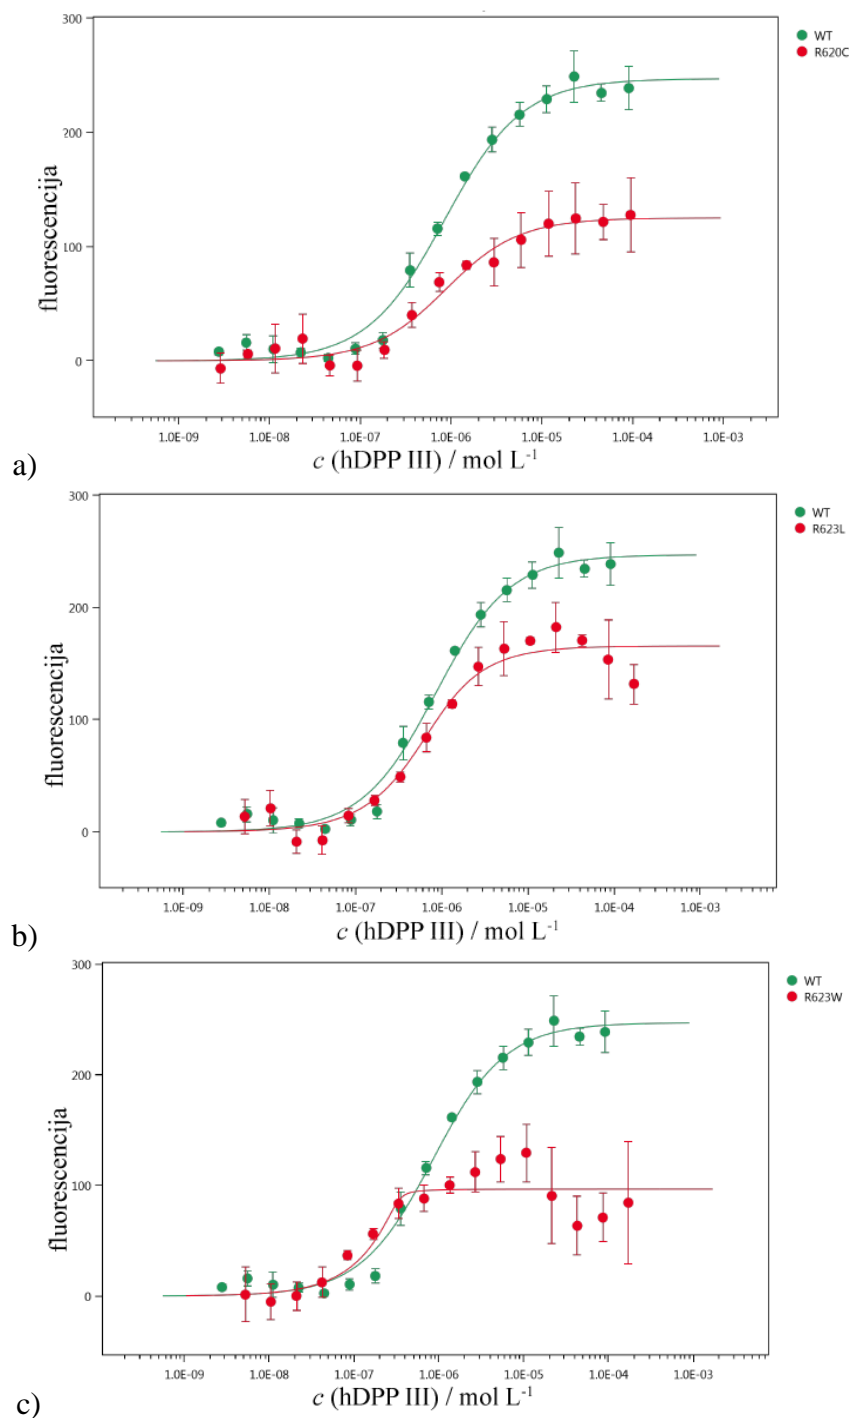 300
WT
R620C
200
fluorescencija
100
0
1.0E-09 1.0E-08 1.0E-07 1.0E-06 1.0E-05 1.0E-04 1.0E-03
c (hDPP III) / mol L⁻¹
a)
300
WT
R623L
200
fluorescencija
100
0
1.0E-09 1.0E-08 1.0E-07 1.0E-06 1.0E-05 1.0E-04 1.0E-03
c (hDPP III) / mol L⁻¹
b)
300
WT
R623W
200
fluorescencija
100
0
1.0E-09 1.0E-08 1.0E-07 1.0E-06 1.0E-05 1.0E-04 1.0E-03
c (hDPP III) / mol L⁻¹
c)